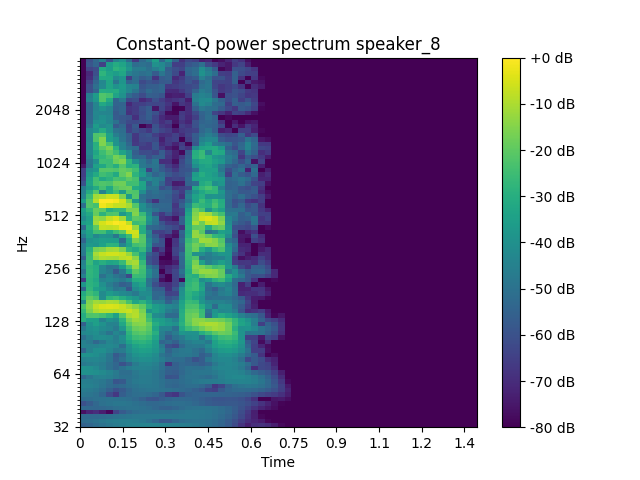 Constant-Q power spectrum speaker_8
Hz
2048
1024
512
256
128
64
32
0 0.15 0.3 0.45 0.6 0.75 0.9 1.1 1.2 1.4
Time
+0 dB
-10 dB
-20 dB
-30 dB
-40 dB
-50 dB
-60 dB
-70 dB
-80 dB